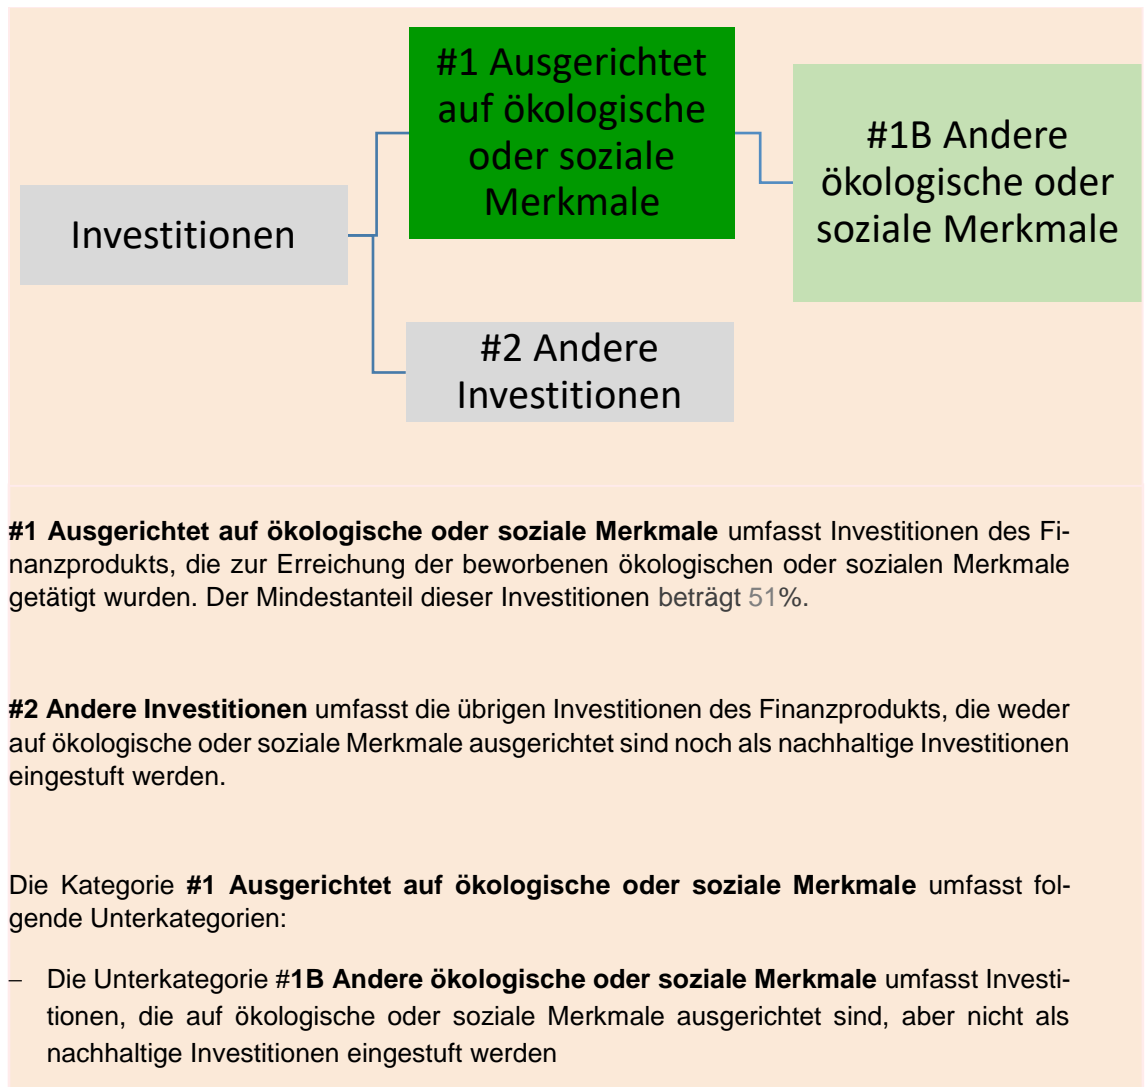 #1 Ausgerichtet
auf ökologische
oder soziale
Merkmale
#1B Andere
ökologische oder
soziale Merkmale
Investitionen
#2 Andere
Investitionen
#1 Ausgerichtet auf ökologische oder soziale Merkmale umfasst Investitionen des Fi-
nanzprodukts, die zur Erreichung der beworbenen ökologischen oder sozialen Merkmale
getätigt wurden. Der Mindestanteil dieser Investitionen beträgt 51%.
#2 Andere Investitionen umfasst die übrigen Investitionen des Finanzprodukts, die weder
auf ökologische oder soziale Merkmale ausgerichtet sind noch als nachhaltige Investitionen
eingestuft werden.
Die Kategorie #1 Ausgerichtet auf ökologische oder soziale Merkmale umfasst fol-
gende Unterkategorien:
– Die Unterkategorie #1B Andere ökologische oder soziale Merkmale umfasst Investi-
tionen, die auf ökologische oder soziale Merkmale ausgerichtet sind, aber nicht als
nachhaltige Investitionen eingestuft werden